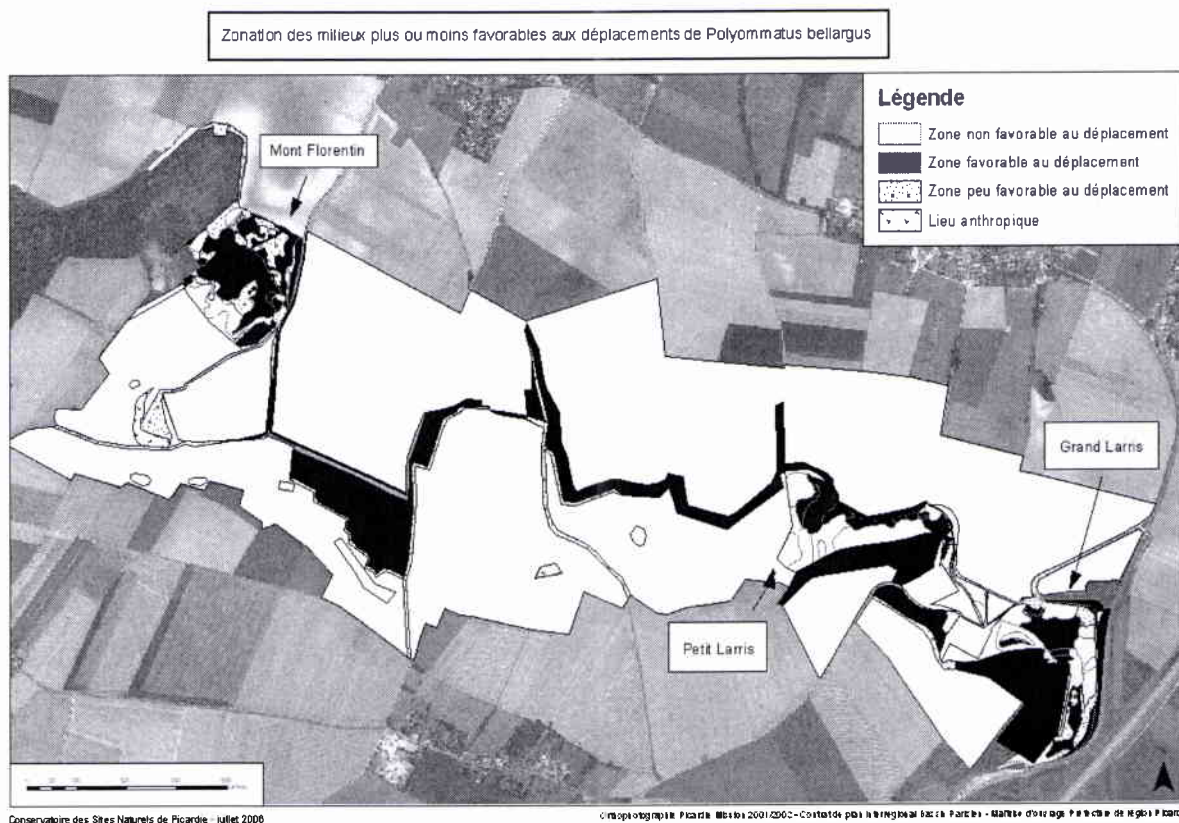 Zonation des milieux plus ou moins favorables aux déplacements de Polyommatus bellargus
Légende
Zone non favorable au déplacement
Zone favorable au déplacement
Zone peu favorable au déplacement
Lieu anthropique
Mont Florentin
Grand Larris
Petit Larris
Conservatoire des Sites Naturels de Picardie - juillet 2006